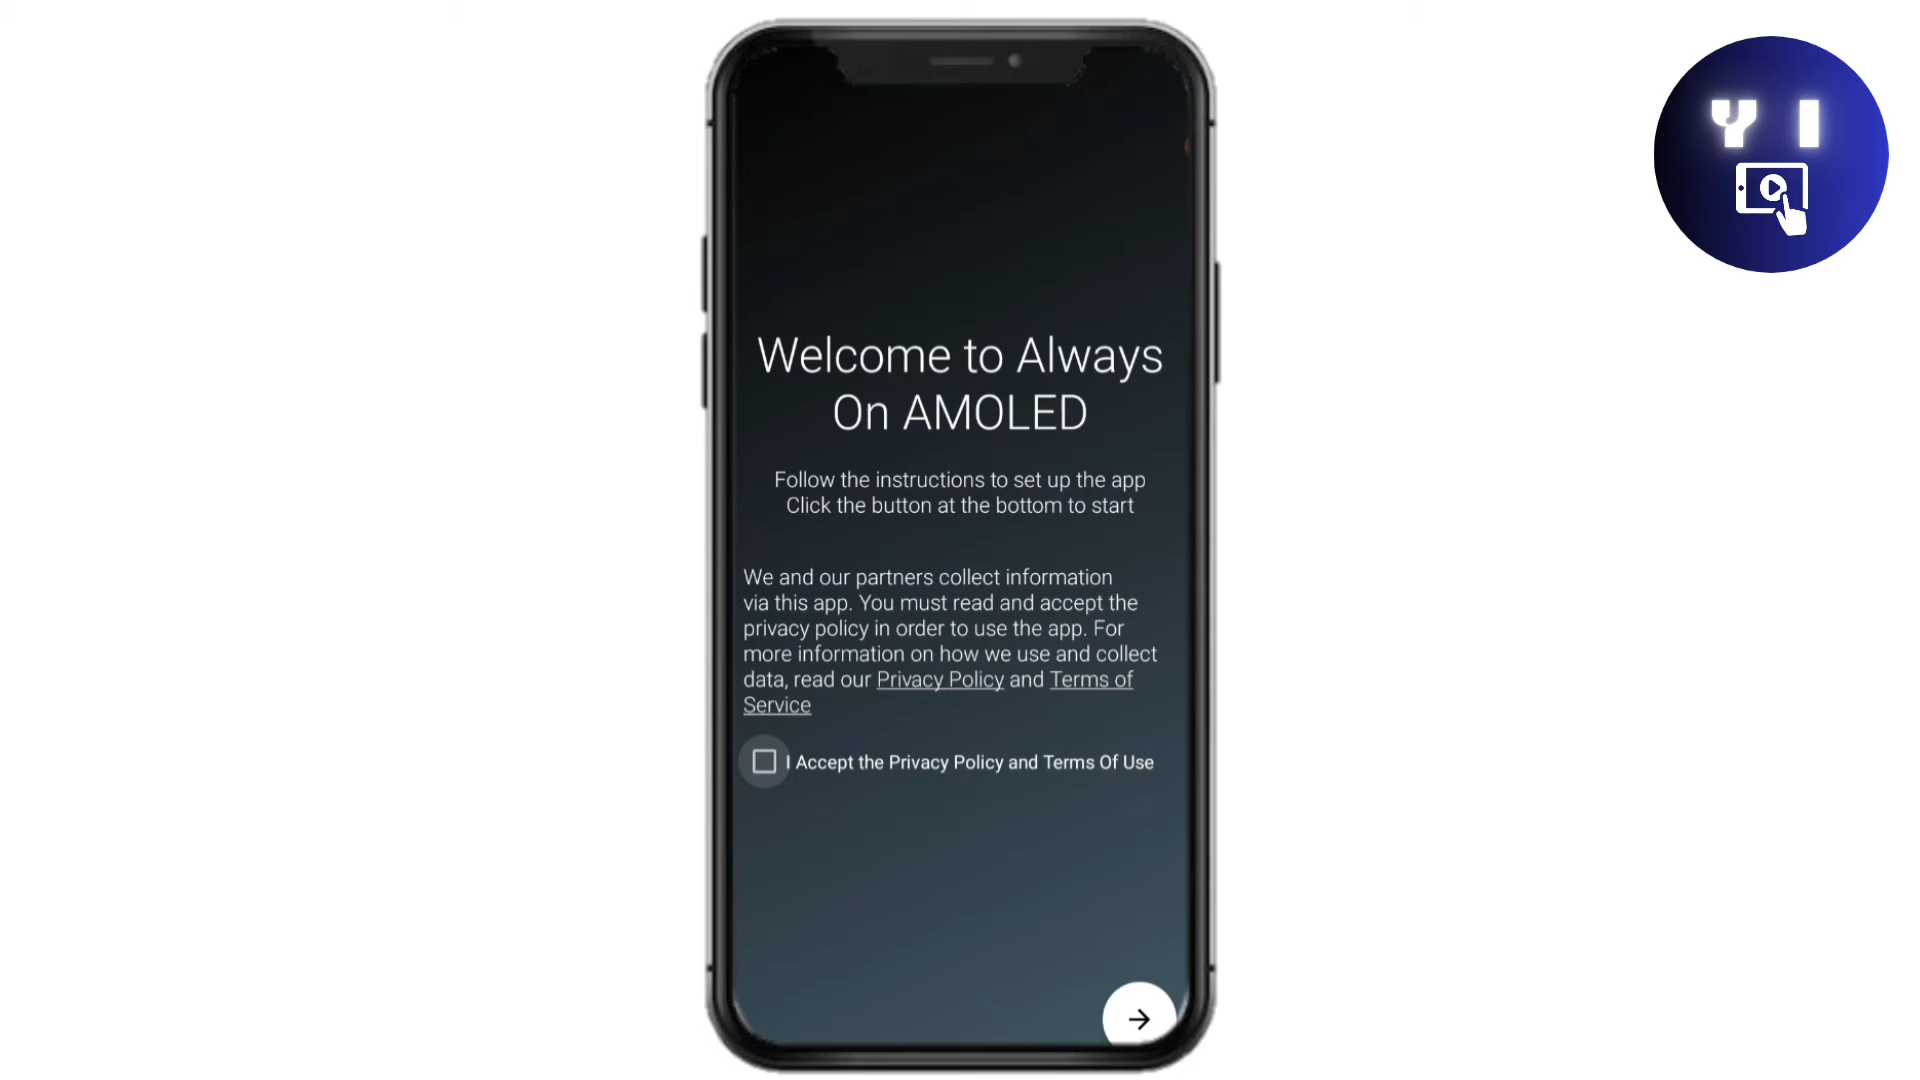 Y I
Welcome to Always
On AMOLED
Follow the instructions to set up the app
Click the button at the bottom to start
We and our partners collect information
via this app. You must read and accept the
privacy policy in order to use the app. For
more information on how we use and collect
data, read our Privacy Policy and Terms of
Service
I Accept the Privacy Policy and Terms Of Use